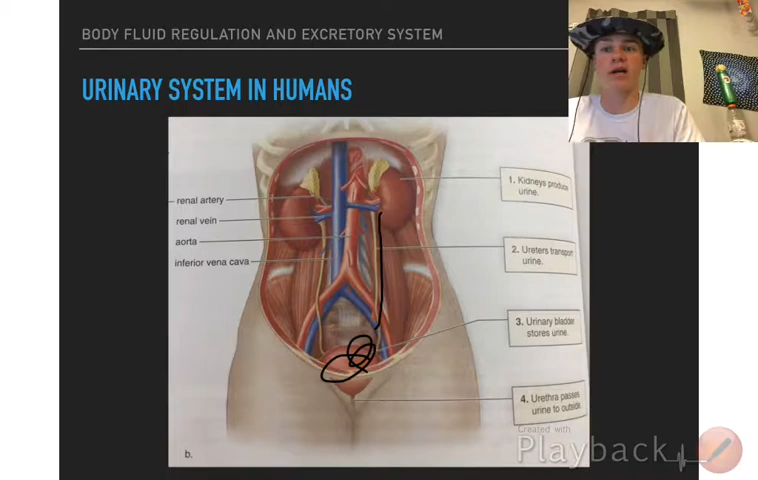 BODY FLUID REGULATION AND EXCRETORY SYSTEM
URINARY SYSTEM IN HUMANS
renal artery
renal vein
aorta
inferior vena cava
1. Kidneys produce
urine.
2. Ureters transport
urine.
3. Urinary bladder
stores urine.
4. Urethra passes
urine to outside.
b.
Created with
Playback